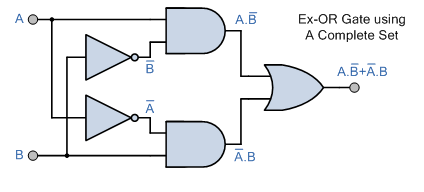 A
A.B̅
Ex-OR Gate using
A Complete Set
B̅
A.B̅+A̅.B
A̅
B
A̅.B